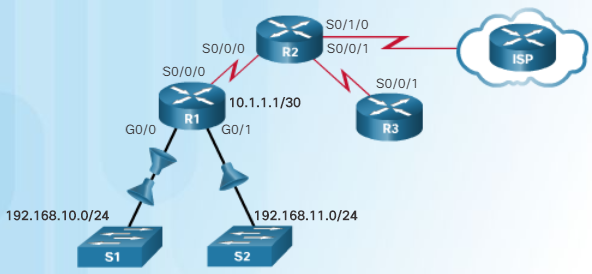 S0/1/0
S0/0/0
R2
S0/0/1
ISP
S0/0/0
S0/0/1
10.1.1.1/30
R1
R3
G0/0
G0/1
192.168.10.0/24
192.168.11.0/24
S1
S2